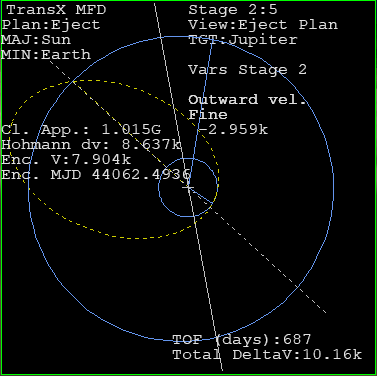 TransX MFD Stage 2:5
Plan:Eject View:Eject Plan
MAJ:Sun TGT:Jupiter
MIN:Earth
Vars Stage 2
Outward vel.
Fine
Cl. App.: 1.015G -2.959k
Hohmann dv: 8.637k
Enc. V:7.904k
Enc. MJD 44062.4936
TOF (days):687
Total DeltaV:10.16k